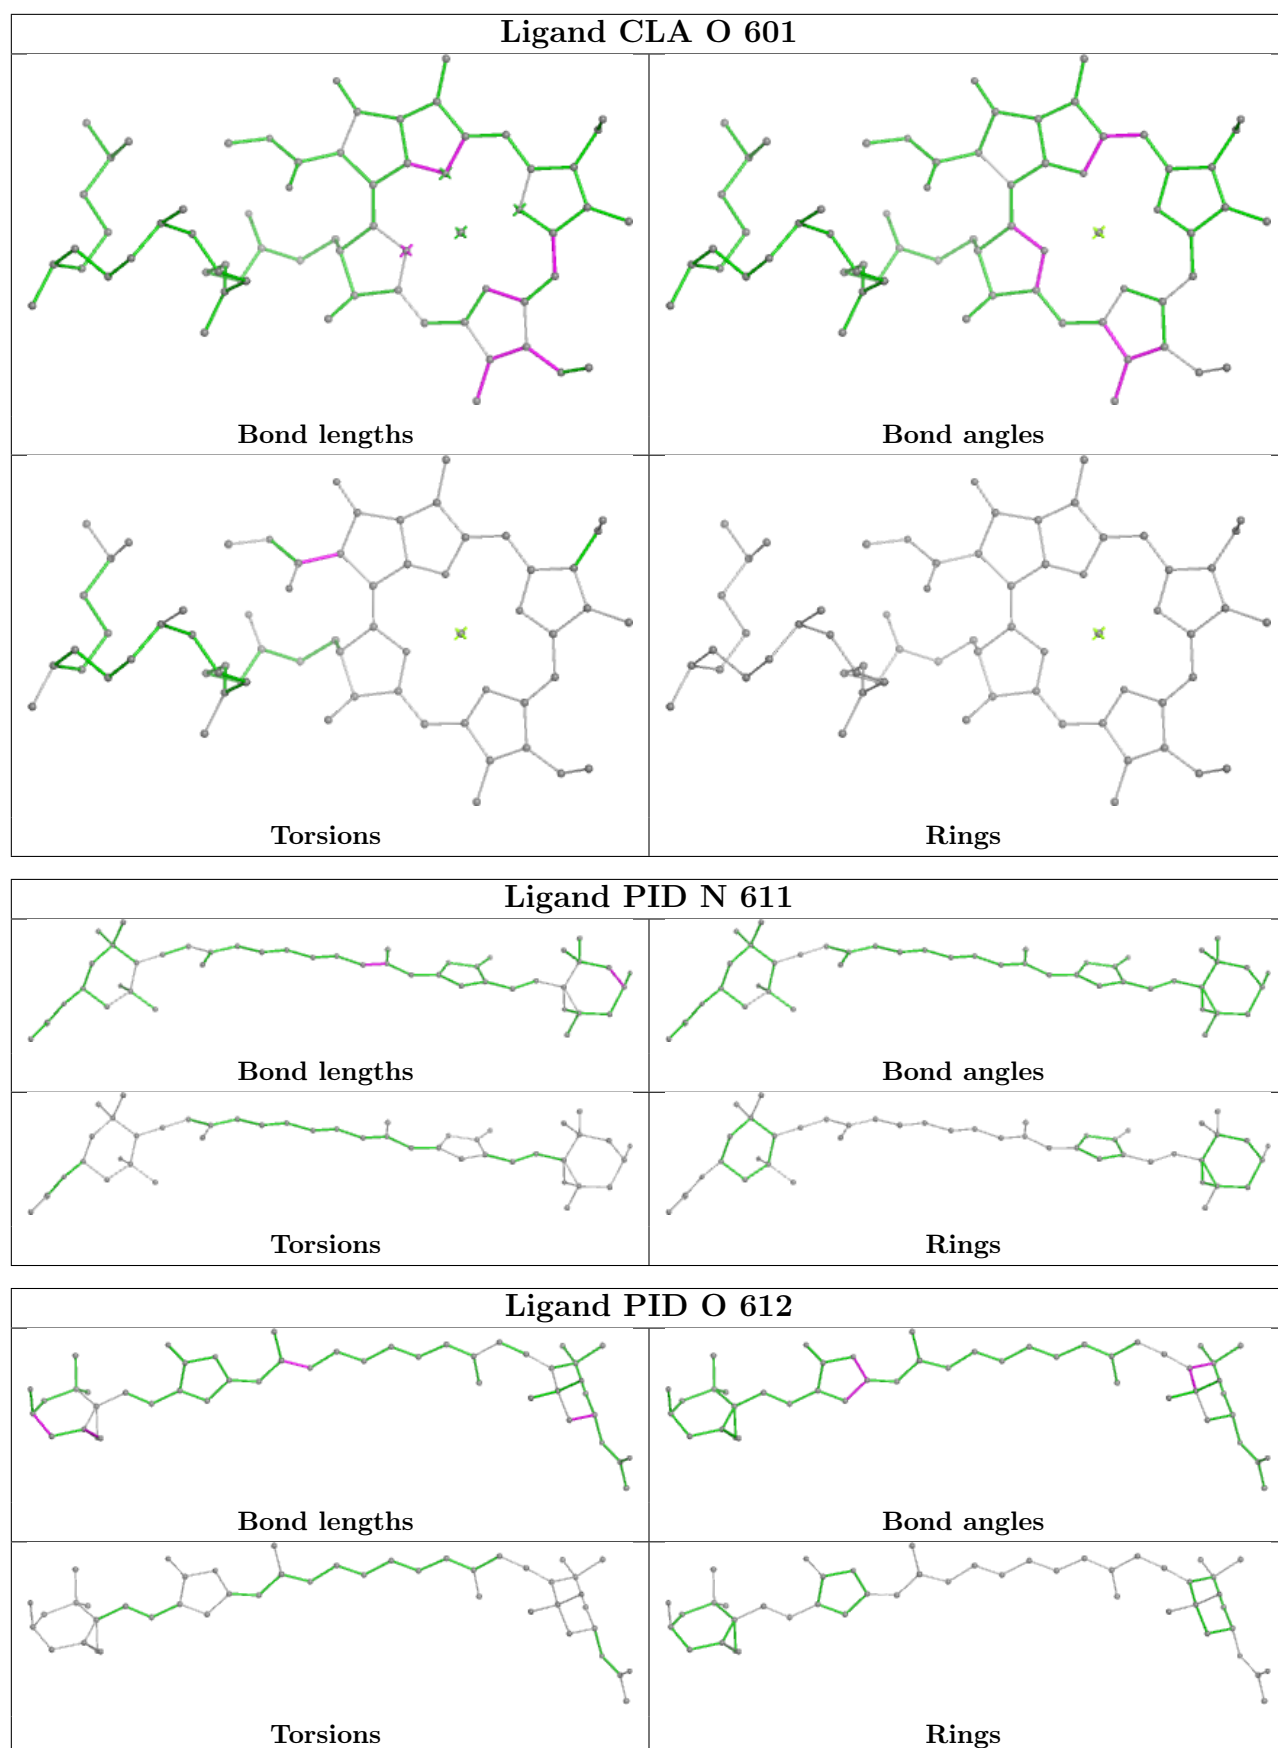 Ligand CLA O 601
Bond lengths
Bond angles
Torsions
Rings
Ligand PID N 611
Bond lengths
Bond angles
Torsions
Rings
Ligand PID O 612
Bond lengths
Bond angles
Torsions
Rings